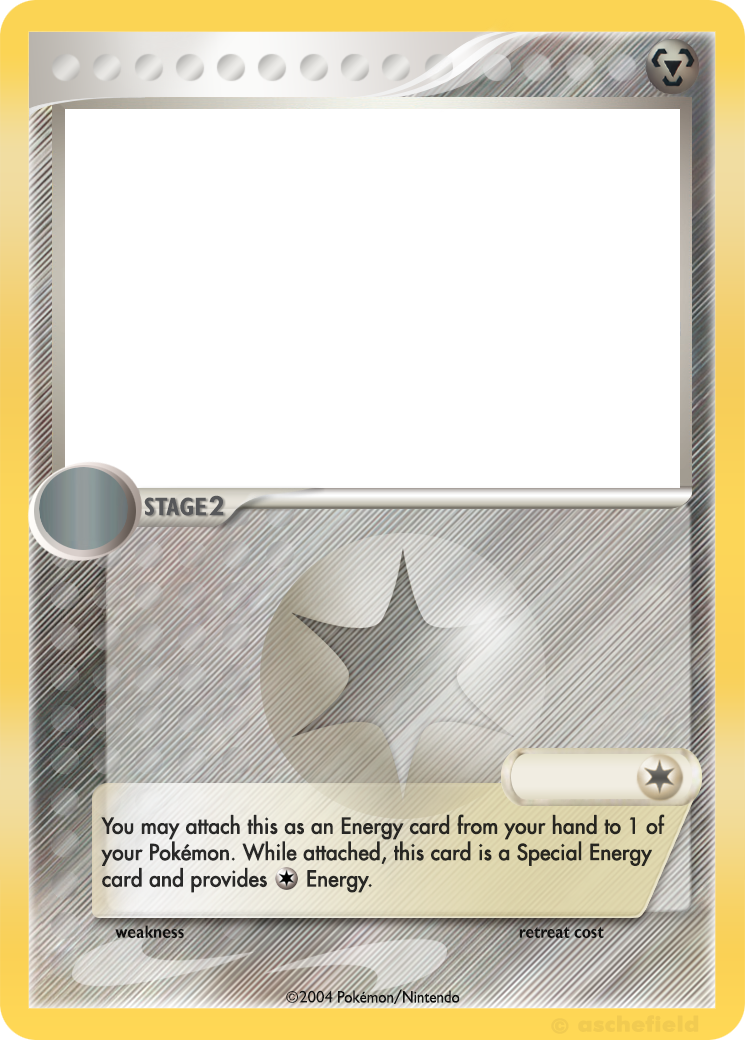 STAGE2
You may attach this as an Energy card from your hand to 1 of
your Pokémon. While attached, this card is a Special Energy
card and provides Energy.
weakness
retreat cost
©2004 Pokémon/Nintendo
© aschefield